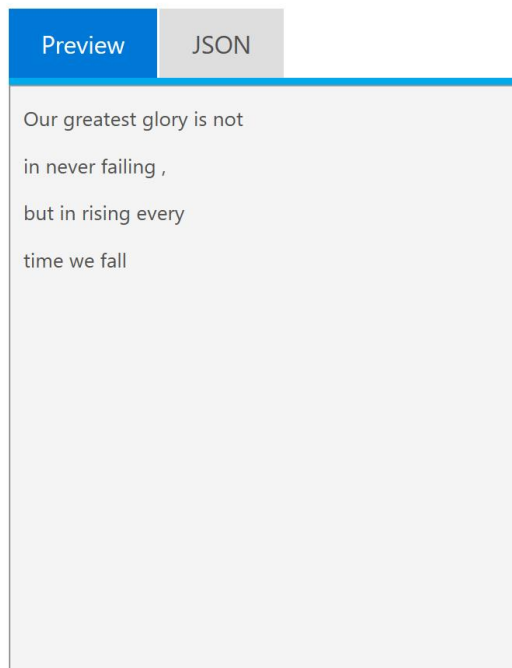 Preview JSON
Our greatest glory is not
in never failing ,
but in rising every
time we fall